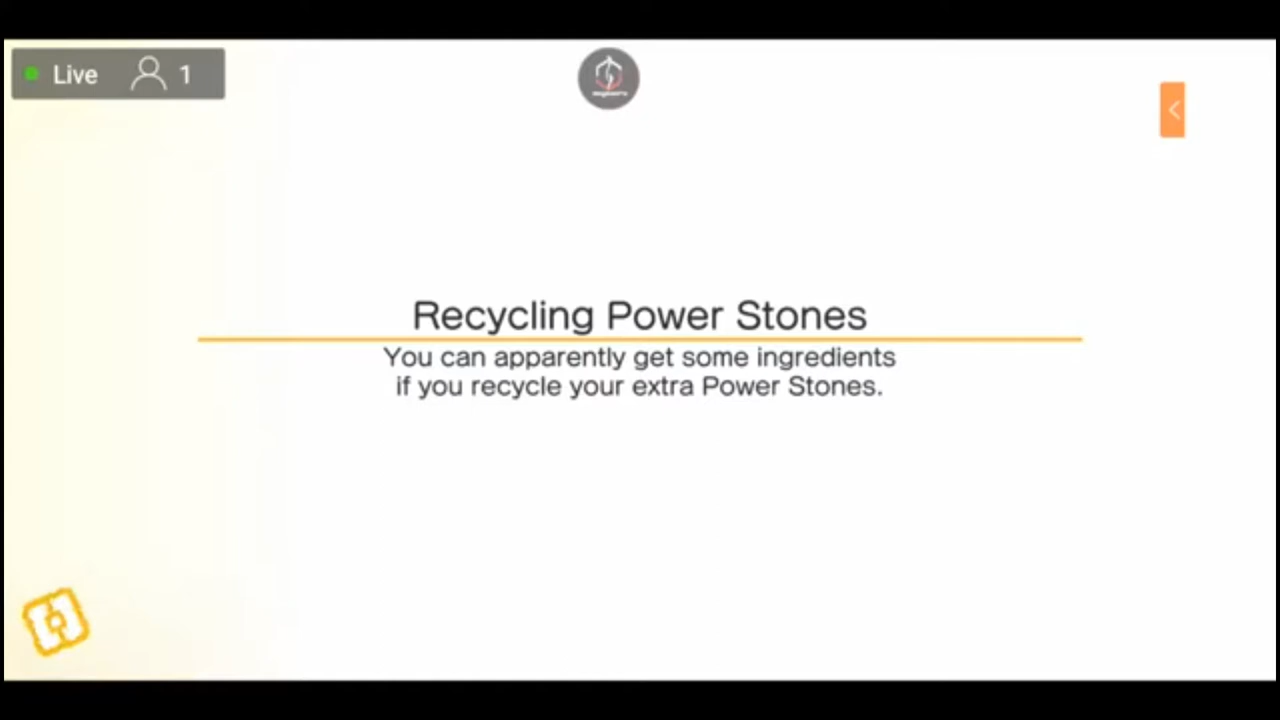 Live 1
Recycling Power Stones
You can apparently get some ingredients
if you recycle your extra Power Stones.